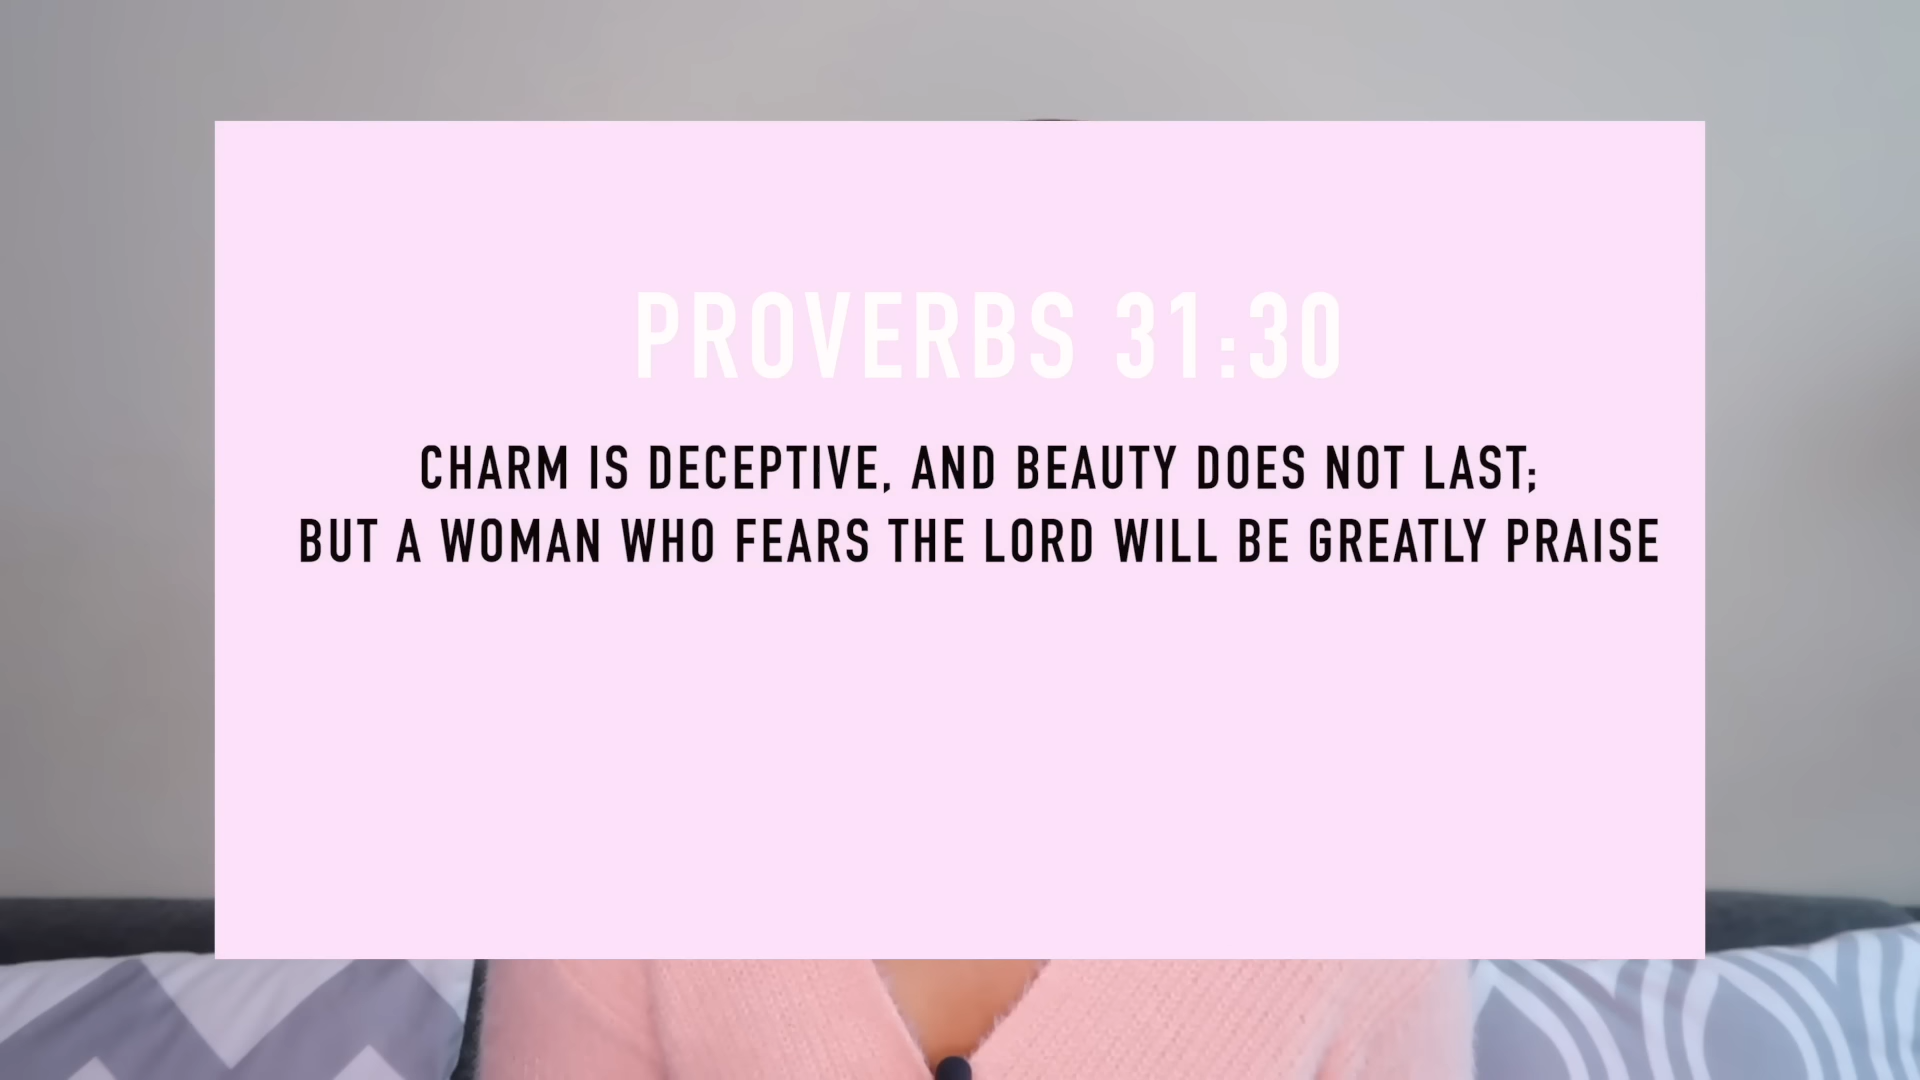 PROVERBS 31:30
CHARM IS DECEPTIVE, AND BEAUTY DOES NOT LAST;
BUT A WOMAN WHO FEARS THE LORD WILL BE GREATLY PRAISE